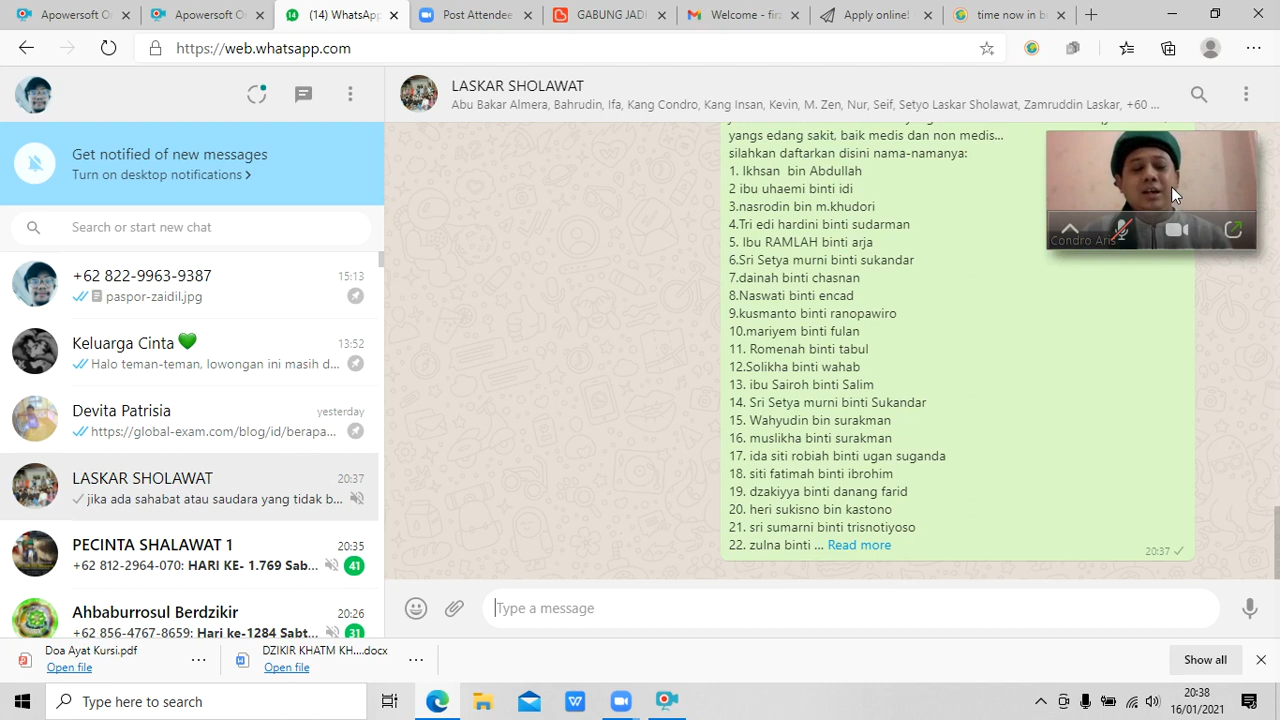 Apowersoft O
Apowersoft O
(14) WhatsApp
Post Attendee
GABUNG JADI
Welcome - fir
Apply online!
time now in b
https://web.whatsapp.com
LASKAR SHOLAWAT
Abu Bakar Almera, Bahrudin, Ifa, Kang Condro, Kang Insan, Kevin, M. Zen, Nur, Seif, Setyo Laskar Sholawat, Zamruddin Laskar, +60 ...
Get notified of new messages
Turn on desktop notifications >
Search or start new chat
+62 822-9963-9387
15:13
paspor-zaidil.jpg
Keluarga Cinta
13:52
Halo teman-teman, lowongan ini masih d...
Devita Patrisia
yesterday
https://global-exam.com/blog/id/berapa...
LASKAR SHOLAWAT
20:37
jika ada sahabat atau saudara yang tidak b...
PECINTA SHALAWAT 1
20:35
+62 812-2964-070: HARI KE- 1.769 Sab...
41
Ahbaburrosul Berdzikir
20:26
+62 856-4767-8659: Hari ke-1284 Sabt...
31
yangs edang sakit, baik medis dan non medis...
silahkan daftarkan disini nama-namanya:
1. Ikhsan  bin Abdullah
2 ibu uhaemi binti idi
3.nasrodin bin m.khudori
4.Tri edi hardini binti sudarman
5. Ibu RAMLAH binti arja
6.Sri Setya murni binti sukandar
7.dainah binti chasnan
8.Naswati binti encad
9.kusmanto binti ranopawiro
10.mariyem binti fulan
11. Romenah binti tabul
12.Solikha binti wahab
13. ibu Sairoh binti Salim
14. Sri Setya murni binti Sukandar
15. Wahyudin bin surakman
16. muslikha binti surakman
17. ida siti robiah binti ugan suganda
18. siti fatimah binti ibrohim
19. dzakiyya binti danang farid
20. heri sukisno bin kastono
21. sri sumarni binti trisnotiyoso
22. zulna binti ... Read more
20:37
Condro Aris
Type a message
Doa Ayat Kursi.pdf
Open file
DZIKIR KHATM KH....docx
Open file
Show all
Type here to search
20:38
16/01/2021